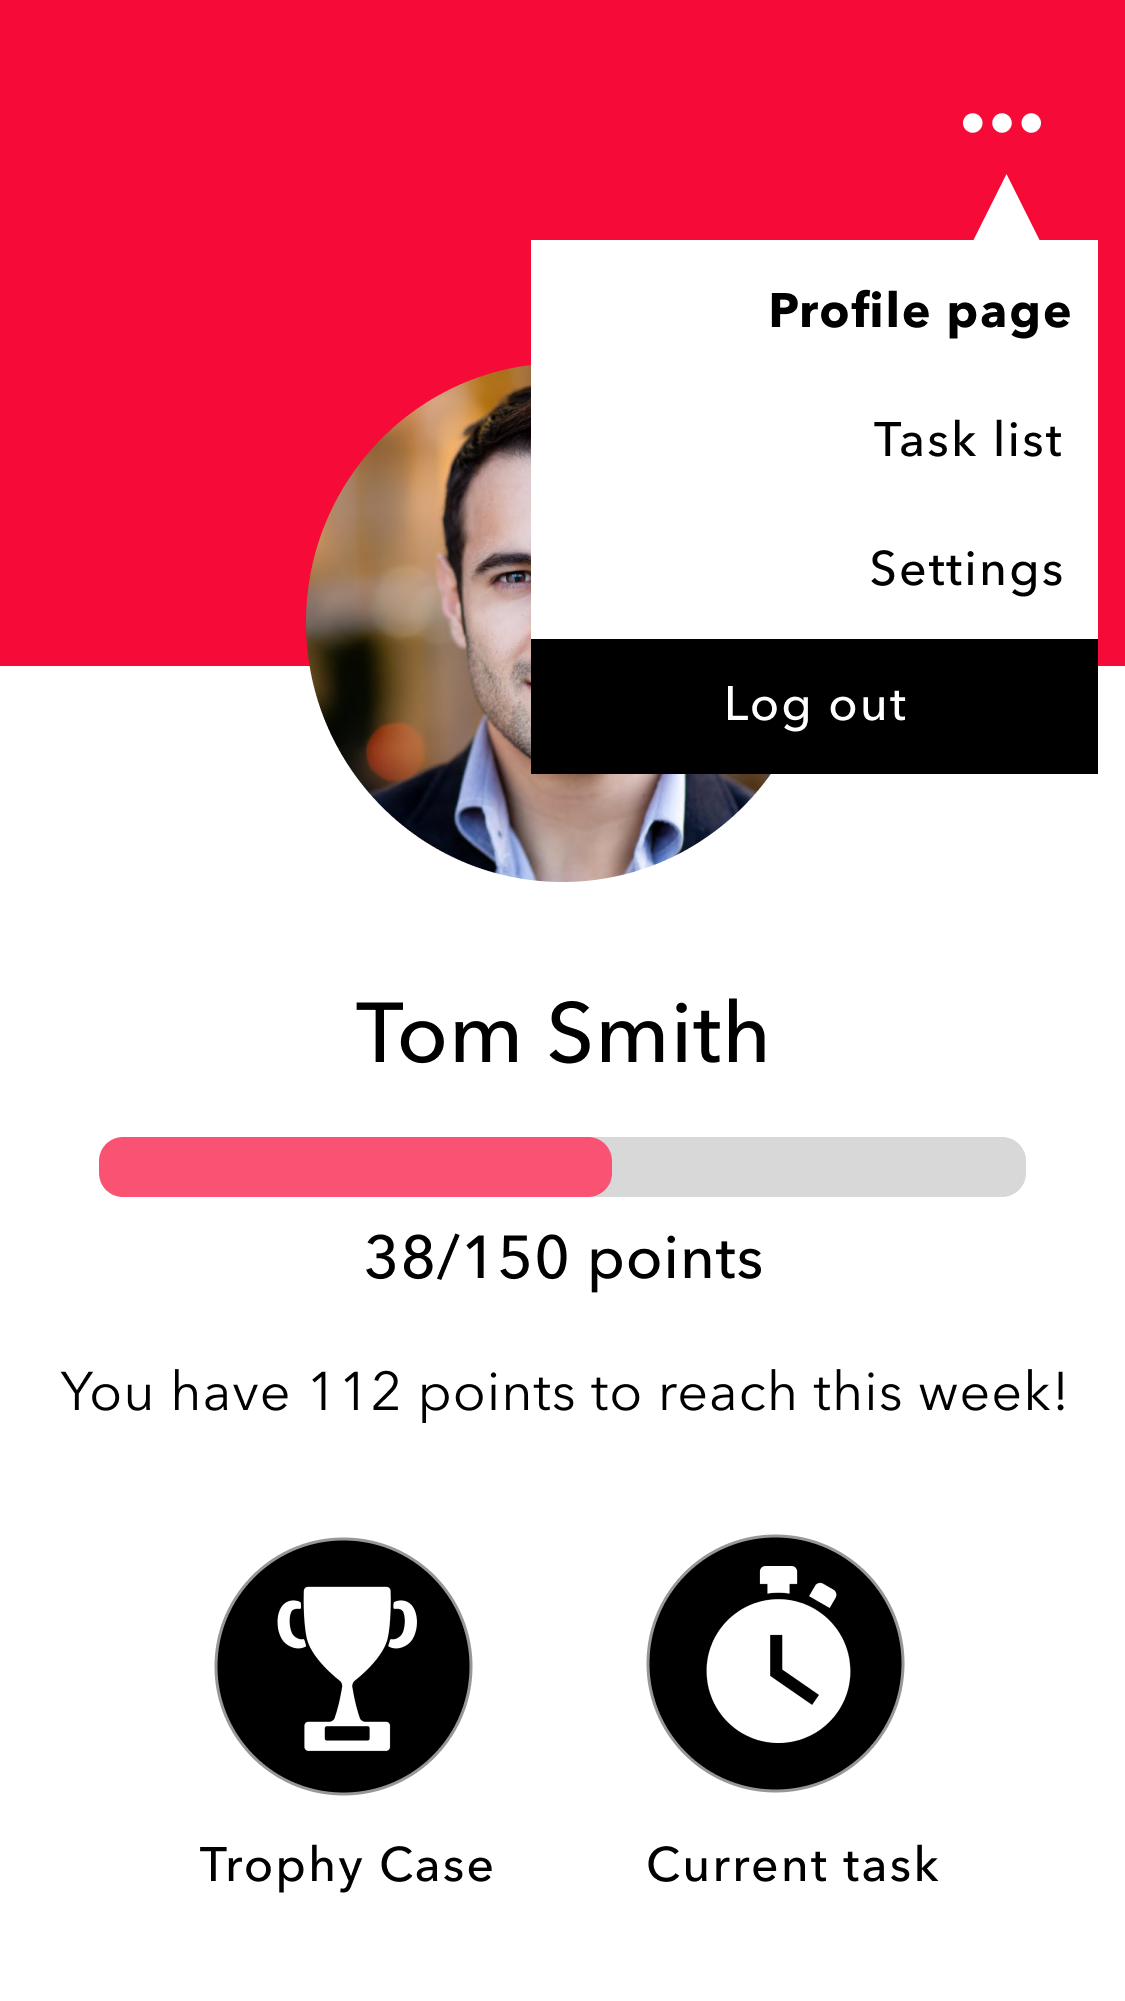 Profile page
Task list
Settings
Log out
Tom Smith
38/150 points
You have 112 points to reach this week!
Trophy Case
Current task